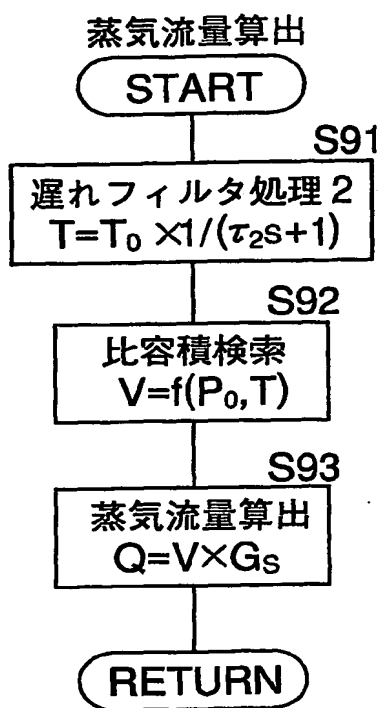 蒸気流量算出
START
S91
遅れフィルタ処理2
T=T₀×1/(τ₂s+1)
S92
比容積検索
V=f(P₀,T)
S93
蒸気流量算出
Q=V×Gs
RETURN